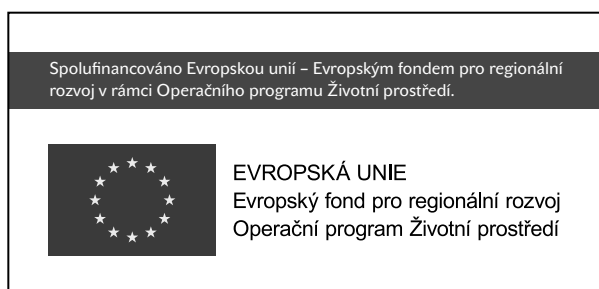 Spolufinancováno Evropskou unií – Evropským fondem pro regionální
rozvoj v rámci Operačního programu Životní prostředí.
EVROPSKÁ UNIE
Evropský fond pro regionální rozvoj
Operační program Životní prostředí